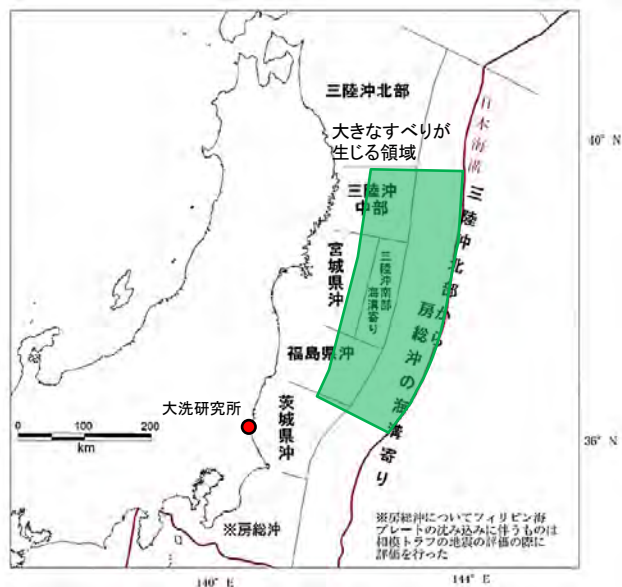 三陸沖北部
大きなすべりが
生じる領域
日本海溝
40° N
三陸沖
中部
三陸沖北部から
房総沖の海溝寄り
宮城県沖
三陸沖南部
海溝寄り
福島県沖
大洗研究所
茨城県沖
0 100 200
km
36° N
※房総沖
※房総沖についてフィリピン海
プレートの沈み込みに伴うものは
相模トラフの地震の評価の際に
評価を行った
140° E
144° E